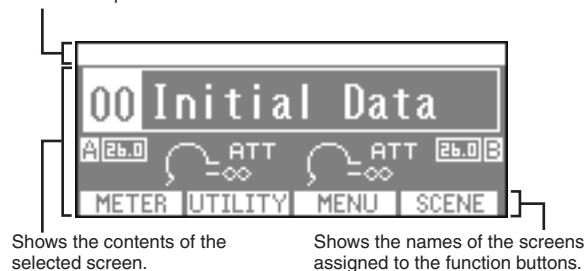 00 Initial Data
A 26.0 ATT -∞ ATT -∞ 26.0 B
METER UTILITY MENU SCENE
Shows the contents of the selected screen.
Shows the names of the screens assigned to the function buttons.